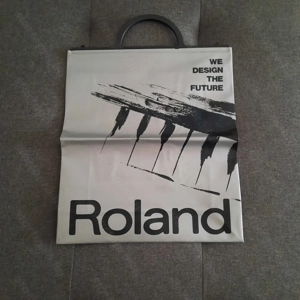 WE
DESIGN
THE
FUTURE
Roland